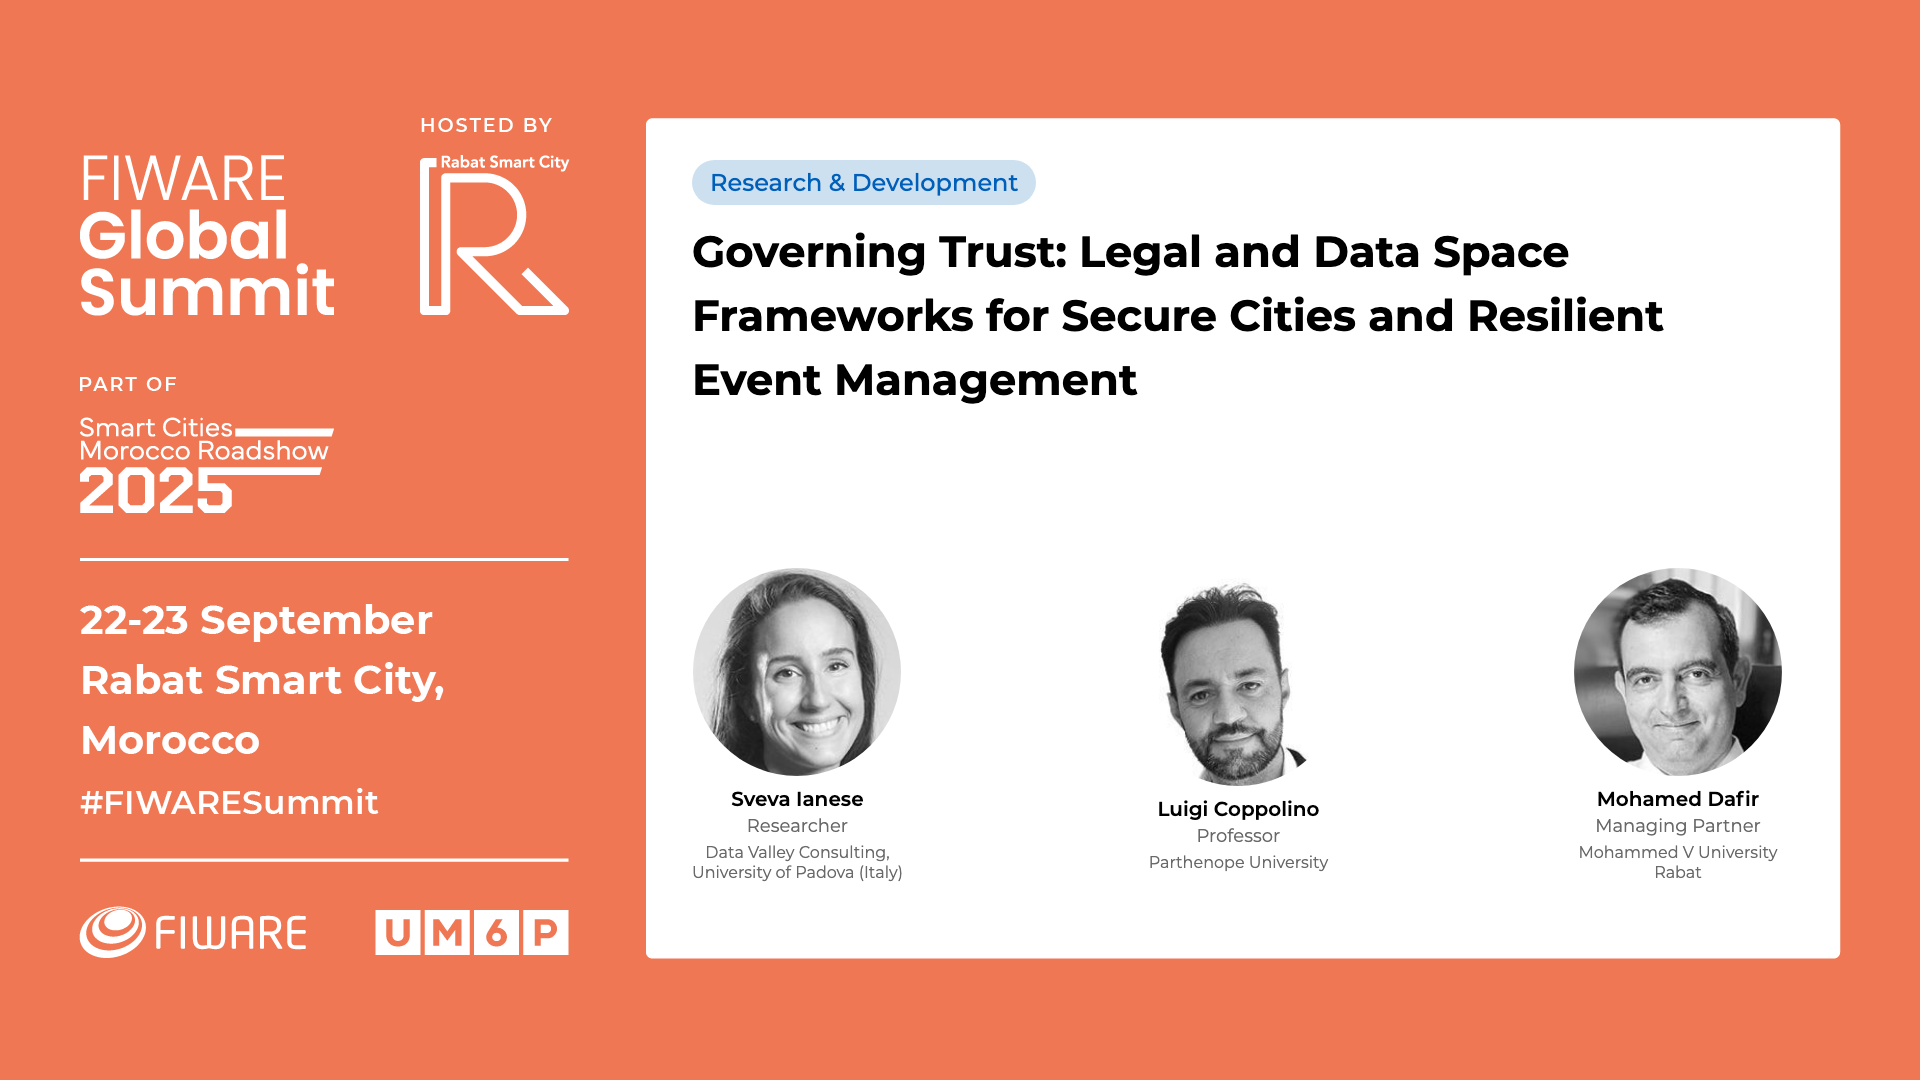 HOSTED BY
FIWARE
Global
Summit
Rabat Smart City
R
PART OF
Smart Cities
Morocco Roadshow
2025
22-23 September
Rabat Smart City,
Morocco
#FIWARESummit
FIWARE
UM6P
Research & Development
Governing Trust: Legal and Data Space
Frameworks for Secure Cities and Resilient
Event Management
Sveva Ianese
Researcher
Data Valley Consulting,
University of Padova (Italy)
Luigi Coppolino
Professor
Parthenope University
Mohamed Dafir
Managing Partner
Mohammed V University
Rabat